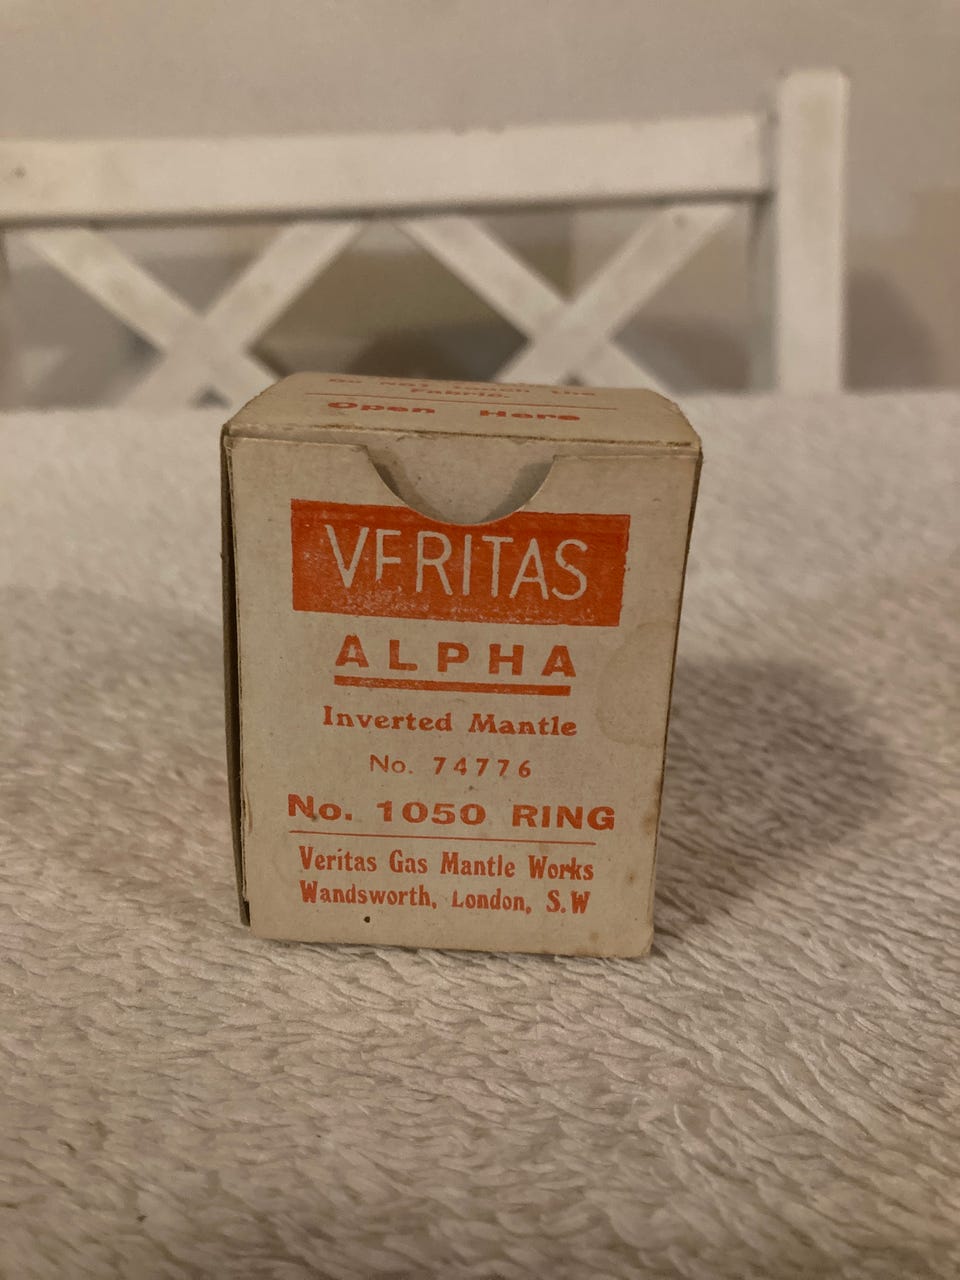 Do Not touch the
Fabric.
Open Here
VERITAS
ALPHA
Inverted Mantle
No. 74776
No. 1050 RING
Veritas Gas Mantle Works
Wandsworth, London, S.W